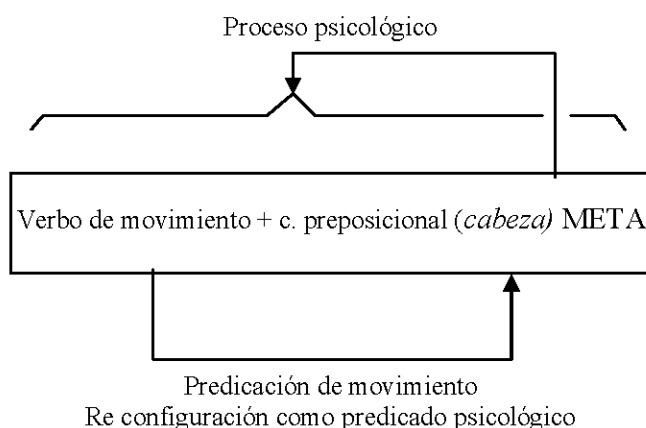 Proceso psicológico
Verbo de movimiento + c. preposicional (cabeza) META
Predicación de movimiento
Re configuración como predicado psicológico